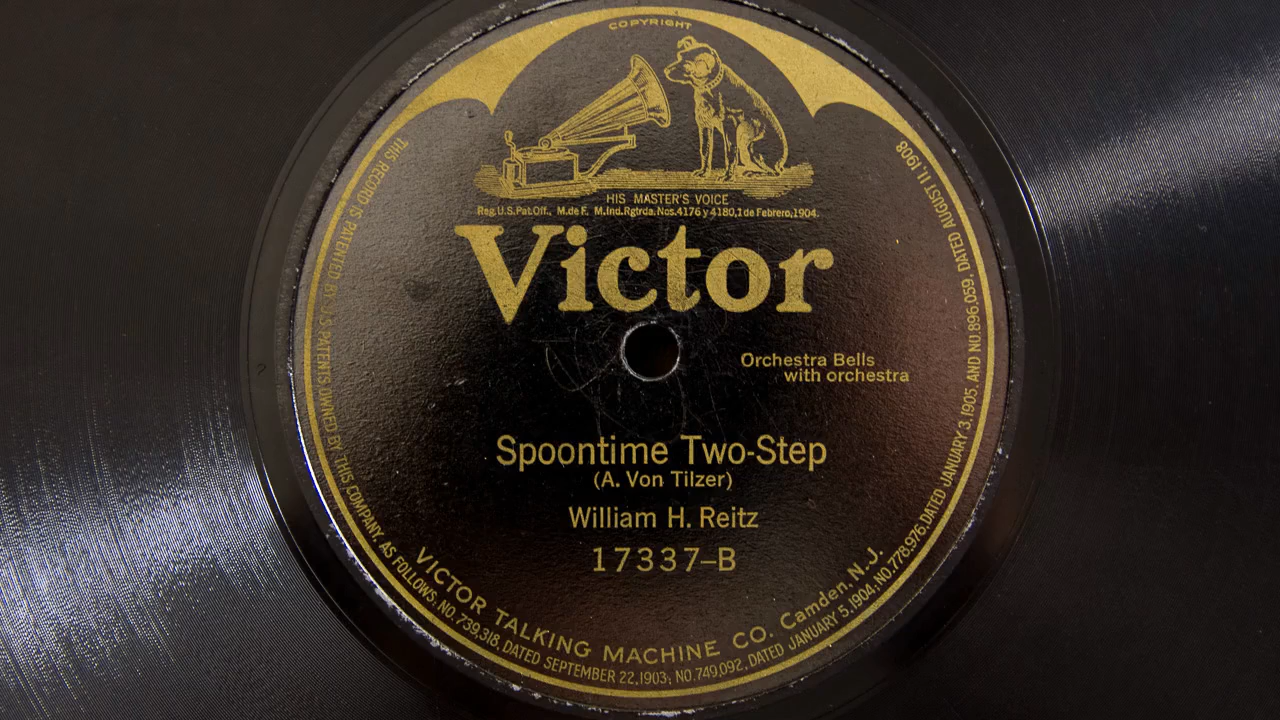 COPYRIGHT
HIS MASTER'S VOICE
Reg.U.S.Pat.Off., M.de F. M.Ind.Rgtrda.Nos.4176 y 4180,1 de Febrero,1904.
Victor
Orchestra Bells
with orchestra
Spoontime Two-Step
(A. Von Tilzer)
William H. Reitz
17337–B
VICTOR TALKING MACHINE CO. Camden, N.J.
THIS RECORD IS PATENTED BY U.S. PATENTS OWNED BY THIS COMPANY, AS FOLLOWS, NO. 739,318, DATED SEPTEMBER 22,1903; NO.749,092, DATED JANUARY 5,1904; NO.778,976, DATED JANUARY 3,1905, AND NO.896,059, DATED AUGUST 11, 1908